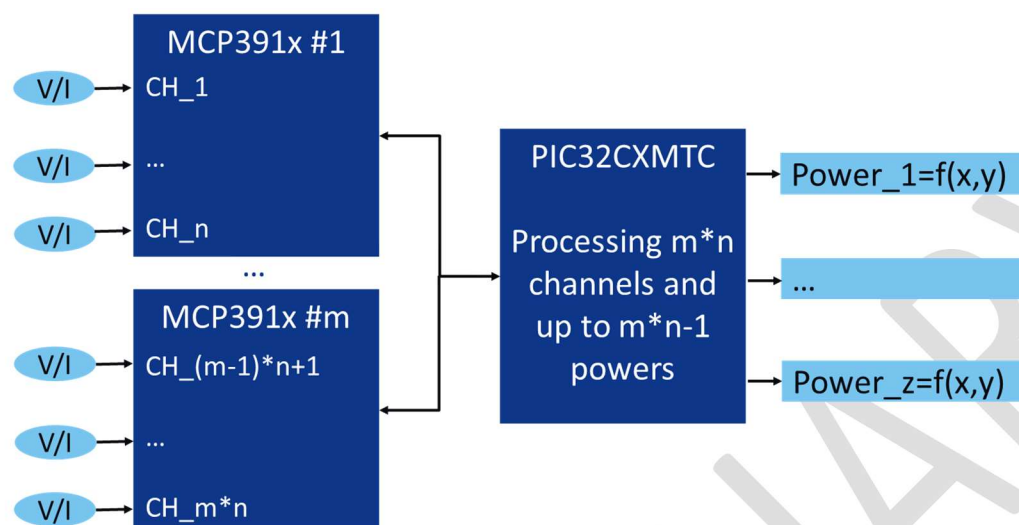 MCP391x #1
V/I
CH_1
V/I
...
V/I
CH_n
...
MCP391x #m
V/I
CH_(m-1)*n+1
V/I
...
V/I
CH_m*n
PIC32CXMTC
Processing m*n
channels and
up to m*n-1
powers
Power_1=f(x,y)
...
Power_z=f(x,y)